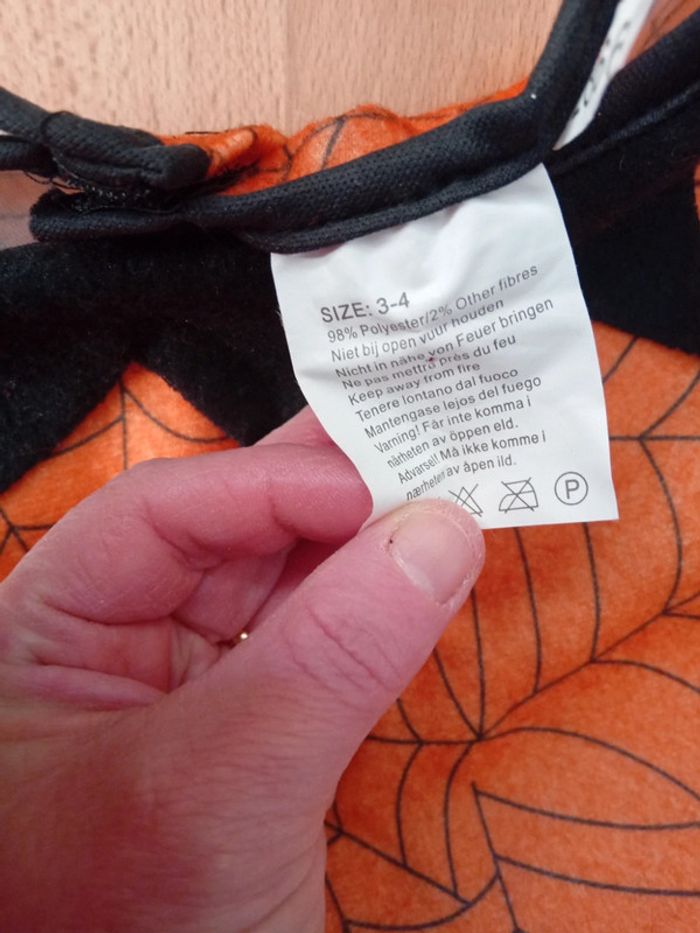 SIZE: 3-4
98% Polyester/2% Other fibres
Niet bij open vuur houden
Nicht in nähe von Feuer bringen
Ne pas mettre près du feu
Keep away from fire
Tenere lontano dal fuoco
Mantengase lejos del fuego
Varning! Får inte komma i
närheten av öppen eld.
Advarsel! Må ikke komme i
nærheten av åpen ild.
P